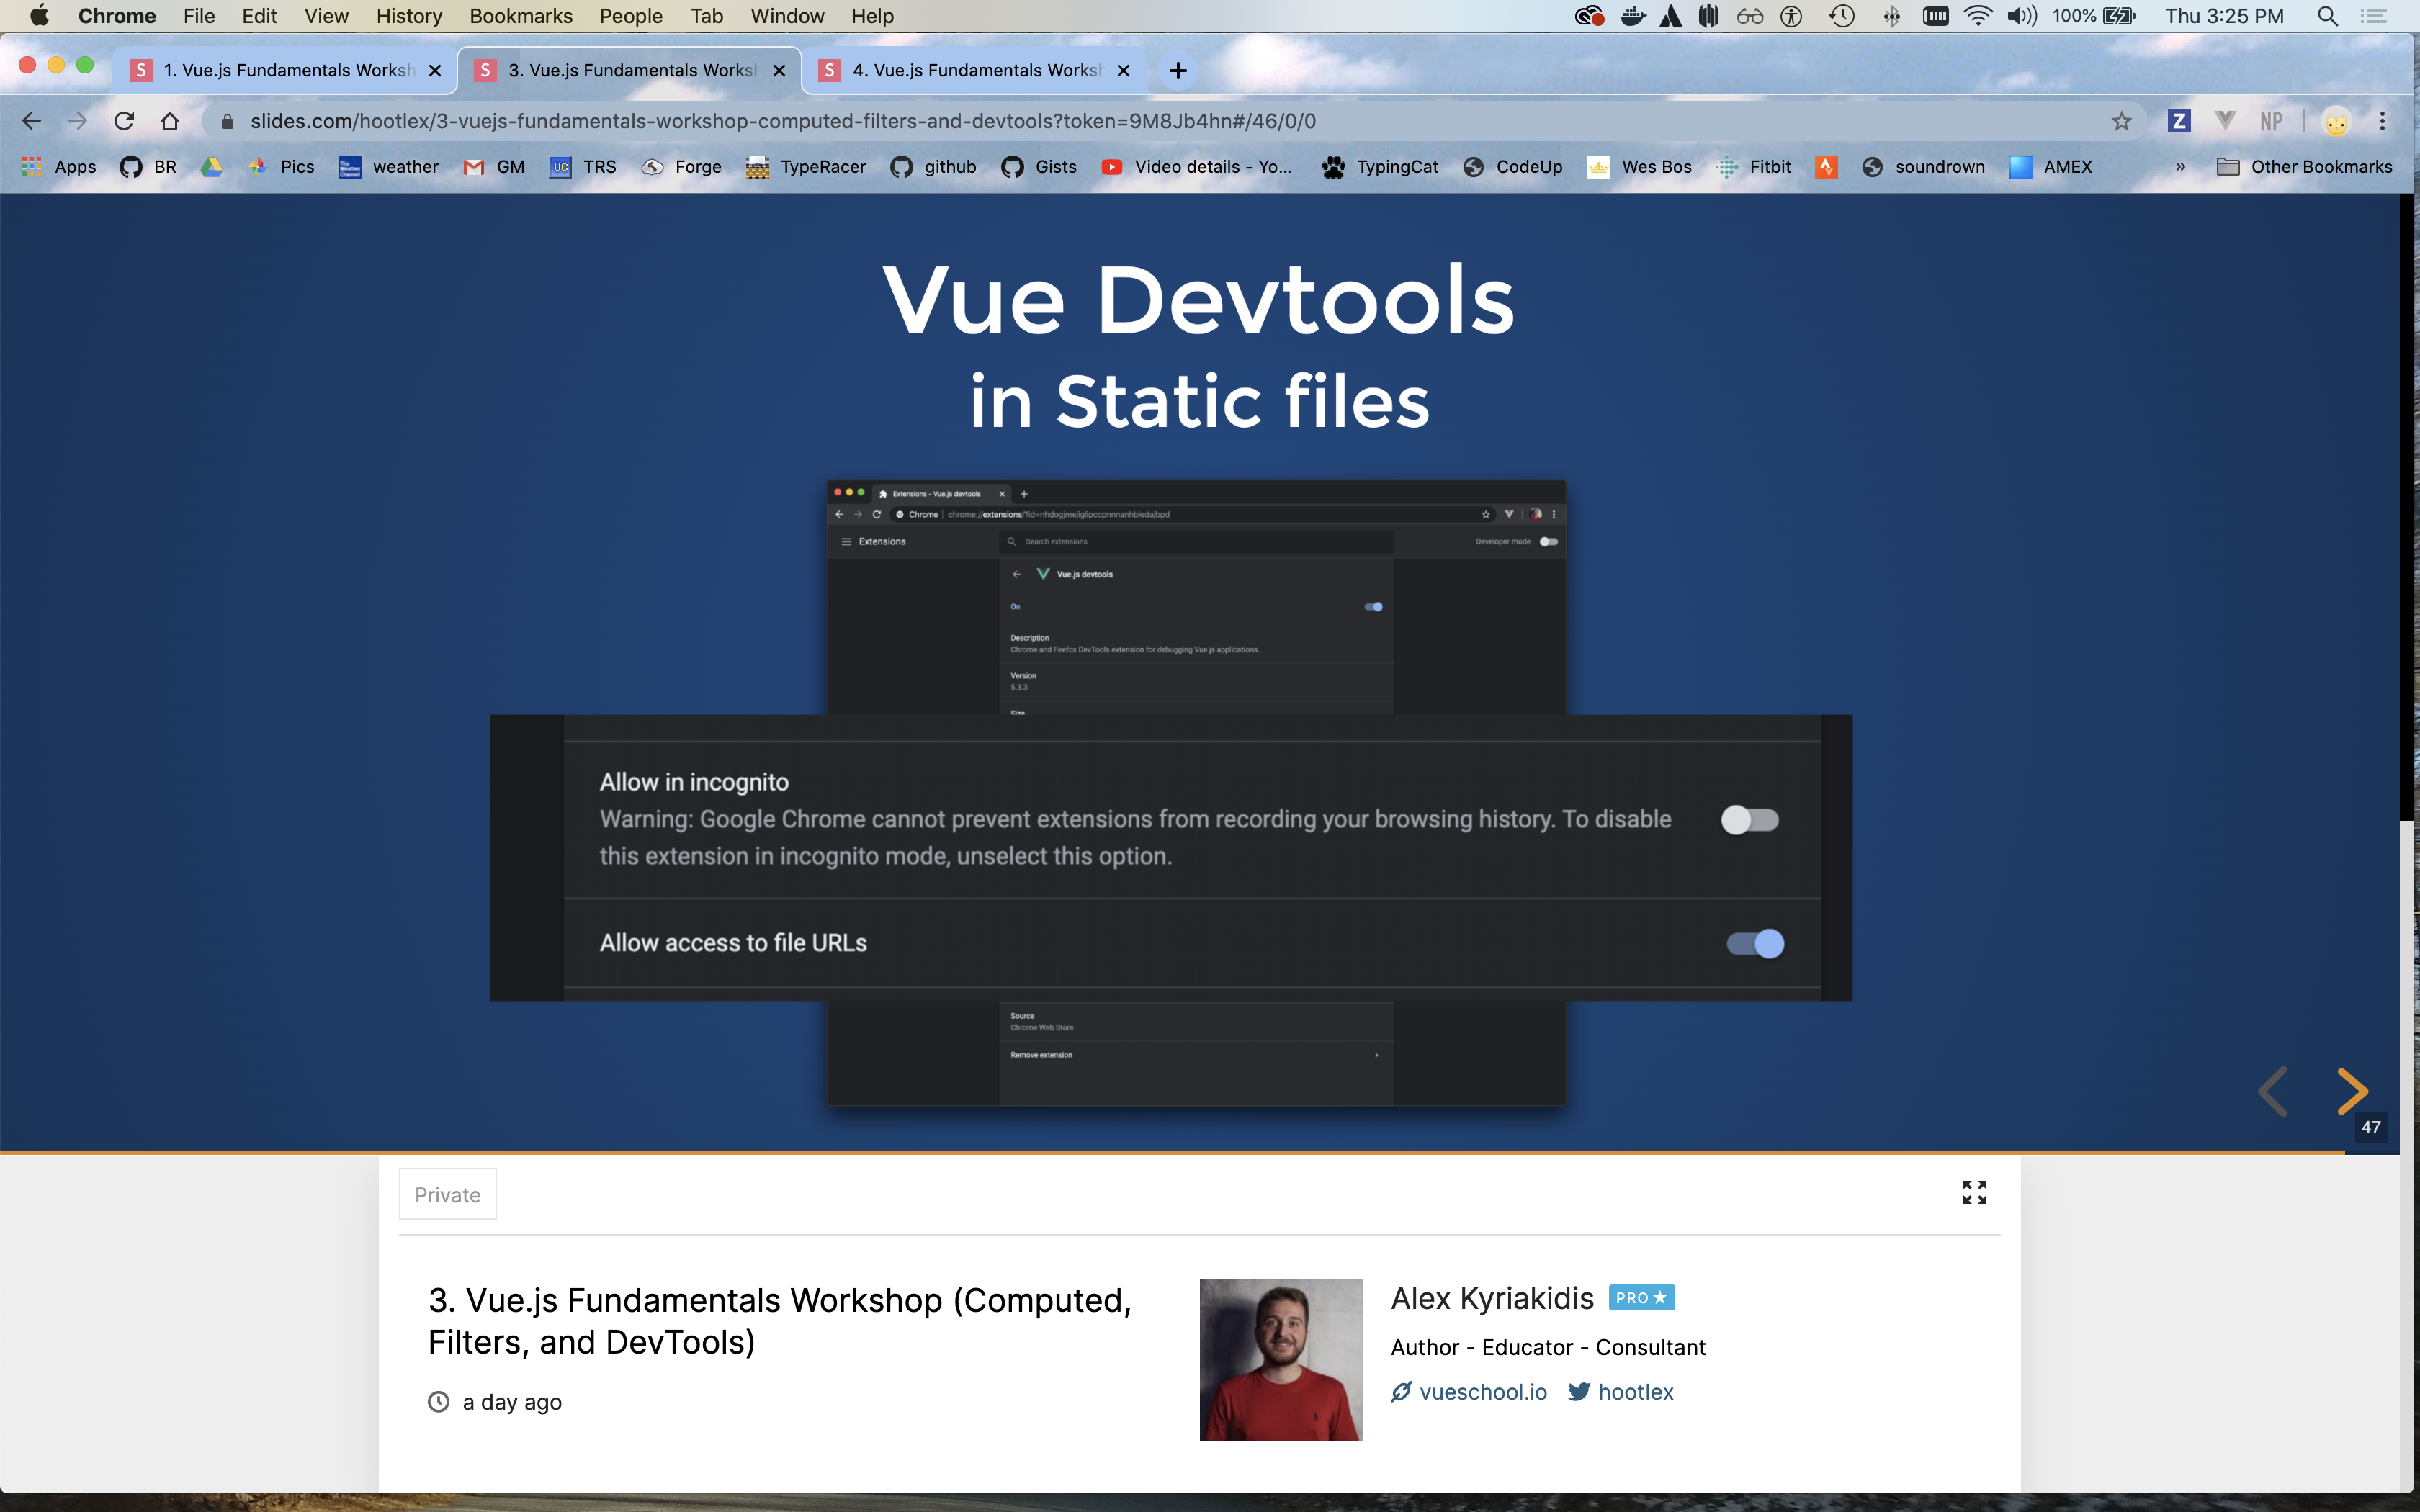 Chrome File Edit View History Bookmarks People Tab Window Help 100% Thu 3:25 PM
S 1. Vue.js Fundamentals Worksh
S 3. Vue.js Fundamentals Works
S 4. Vue.js Fundamentals Works
slides.com/hootlex/3-vuejs-fundamentals-workshop-computed-filters-and-devtools?token=9M8Jb4hn#/46/0/0
Z NP
Apps BR Pics weather GM UC TRS Forge TypeRacer github Gists Video details - Yo... TypingCat CodeUp Wes Bos Fitbit soundrown AMEX » Other Bookmarks
Vue Devtools
in Static files
Extensions - Vue.js devtools
Chrome chrome://extensions/?id=nhdogjmejiglipccpnnnanhbledajbpd
Extensions Search extensions Developer mode
Vue.js devtools
On
Description
Chrome and Firefox DevTools extension for debugging Vue.js applications.
Version
5.3.3
Size
Allow in incognito
Warning: Google Chrome cannot prevent extensions from recording your browsing history. To disable
this extension in incognito mode, unselect this option.
Allow access to file URLs
Source
Chrome Web Store
Remove extension
47
Private
3. Vue.js Fundamentals Workshop (Computed,
Filters, and DevTools)
a day ago
Alex Kyriakidis PRO
Author - Educator - Consultant
vueschool.io hootlex